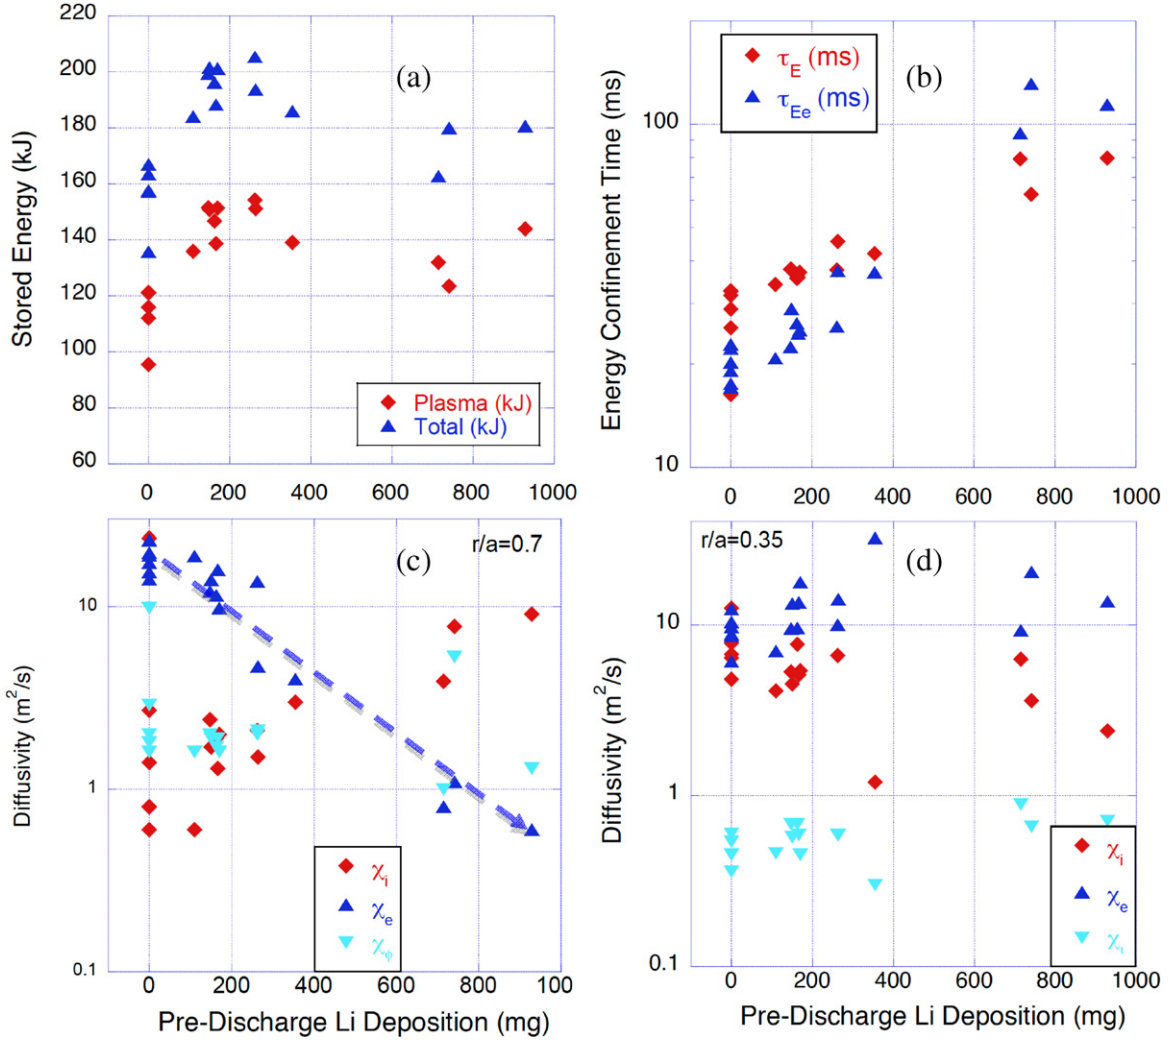 220
200
180
160
140
120
100
80
60
Stored Energy (kJ)
(a)
Plasma (kJ)
Total (kJ)
0 200 400 600 800 1000
100
10
Energy Confinement Time (ms)
τE (ms)
τEe (ms)
(b)
0 200 400 600 800 1000
10
1
0.1
Diffusivity (m²/s)
(c)
r/a=0.7
χi
χe
χϕ
0 200 400 600 800 100
Pre-Discharge Li Deposition (mg)
10
1
0.1
Diffusivity (m²/s)
r/a=0.35
(d)
χi
χe
0 200 400 600 800 100
Pre-Discharge Li Deposition (mg)